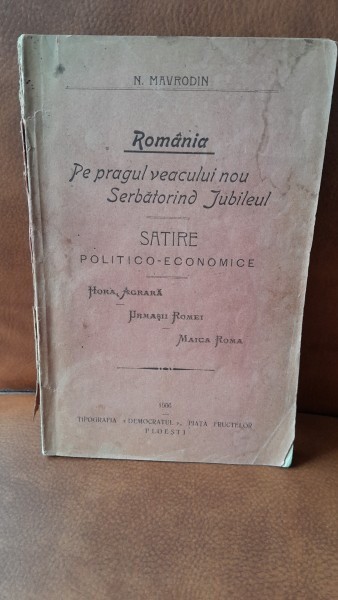 N. MAVRODIN
România
Pe pragul veacului nou
Serbătorind Jubileul
SATIRE
POLITICO-ECONOMICE
HORA AGRARĂ
URMAȘII ROMEI
MAICA ROMA
1906
TIPOGRAFIA «DEMOCRATUL», PIAȚA FRUCTELOR
PLOEȘTI